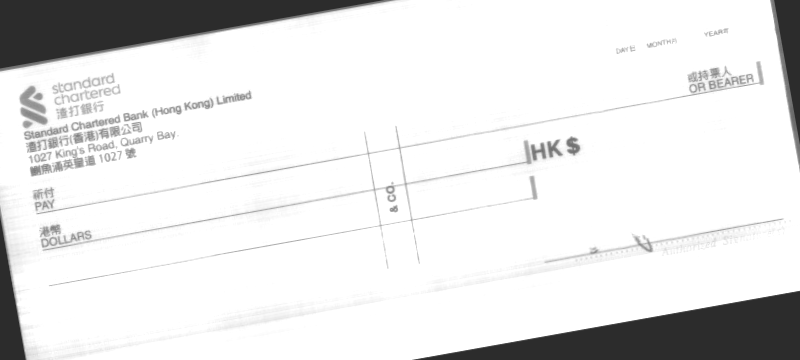 DAY日 MONTH月 YEAR年
standard
chartered
渣打銀行
Standard Chartered Bank (Hong Kong) Limited
渣打銀行(香港)有限公司
1027 King's Road, Quarry Bay.
鰂魚涌英皇道 1027 號
或持票人
OR BEARER
祈付
PAY
HK $
港幣
DOLLARS
& CO.